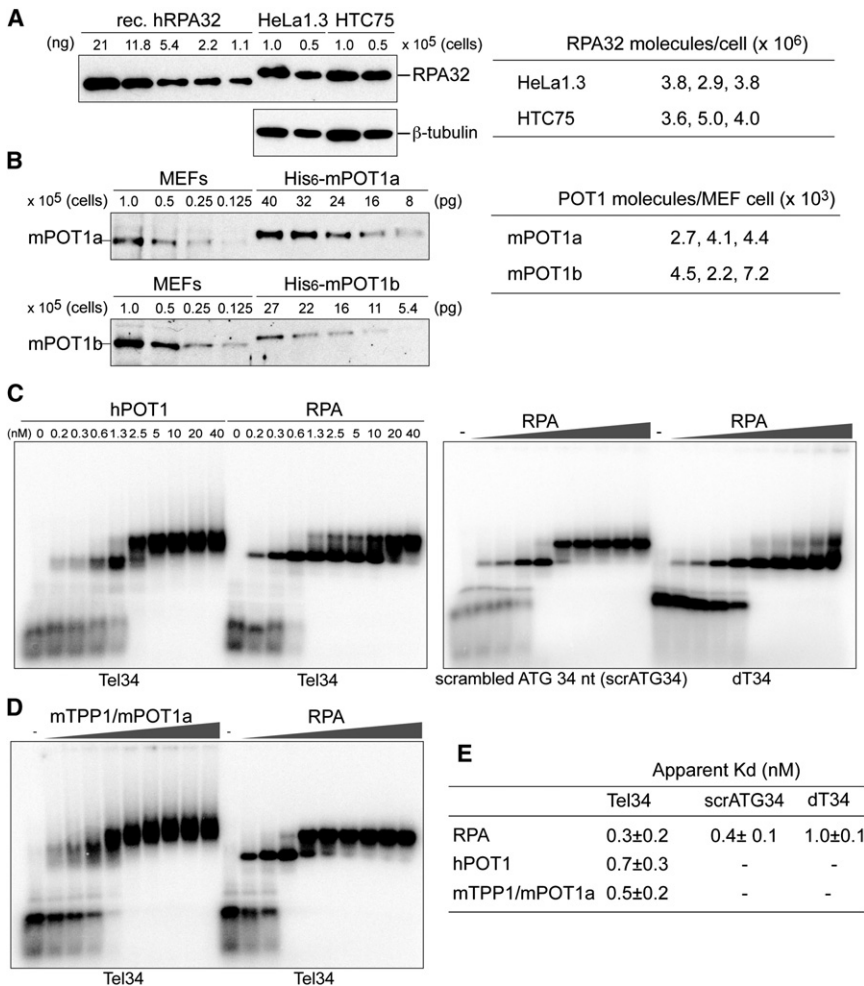 A
rec. hRPA32 HeLa1.3 HTC75
(ng) 21 11.8 5.4 2.2 1.1 1.0 0.5 1.0 0.5 x 10⁵ (cells)
RPA32
β-tubulin
RPA32 molecules/cell (x 10⁶)
HeLa1.3 3.8, 2.9, 3.8
HTC75 3.6, 5.0, 4.0
B
MEFs His₆-mPOT1a
x 10⁵ (cells) 1.0 0.5 0.25 0.125 40 32 24 16 8 (pg)
mPOT1a
MEFs His₆-mPOT1b
x 10⁵ (cells) 1.0 0.5 0.25 0.125 27 22 16 11 5.4 (pg)
mPOT1b
POT1 molecules/MEF cell (x 10³)
mPOT1a 2.7, 4.1, 4.4
mPOT1b 4.5, 2.2, 7.2
C
hPOT1 RPA
(nM) 0 0.2 0.3 0.6 1.3 2.5 5 10 20 40 0 0.2 0.3 0.6 1.3 2.5 5 10 20 40
Tel34 Tel34
- RPA - RPA
scrambled ATG 34 nt (scrATG34) dT34
D
- mTPP1/mPOT1a - RPA
Tel34 Tel34
E
Apparent Kd (nM)
Tel34 scrATG34 dT34
RPA 0.3±0.2 0.4± 0.1 1.0±0.1
hPOT1 0.7±0.3 - -
mTPP1/mPOT1a 0.5±0.2 - -